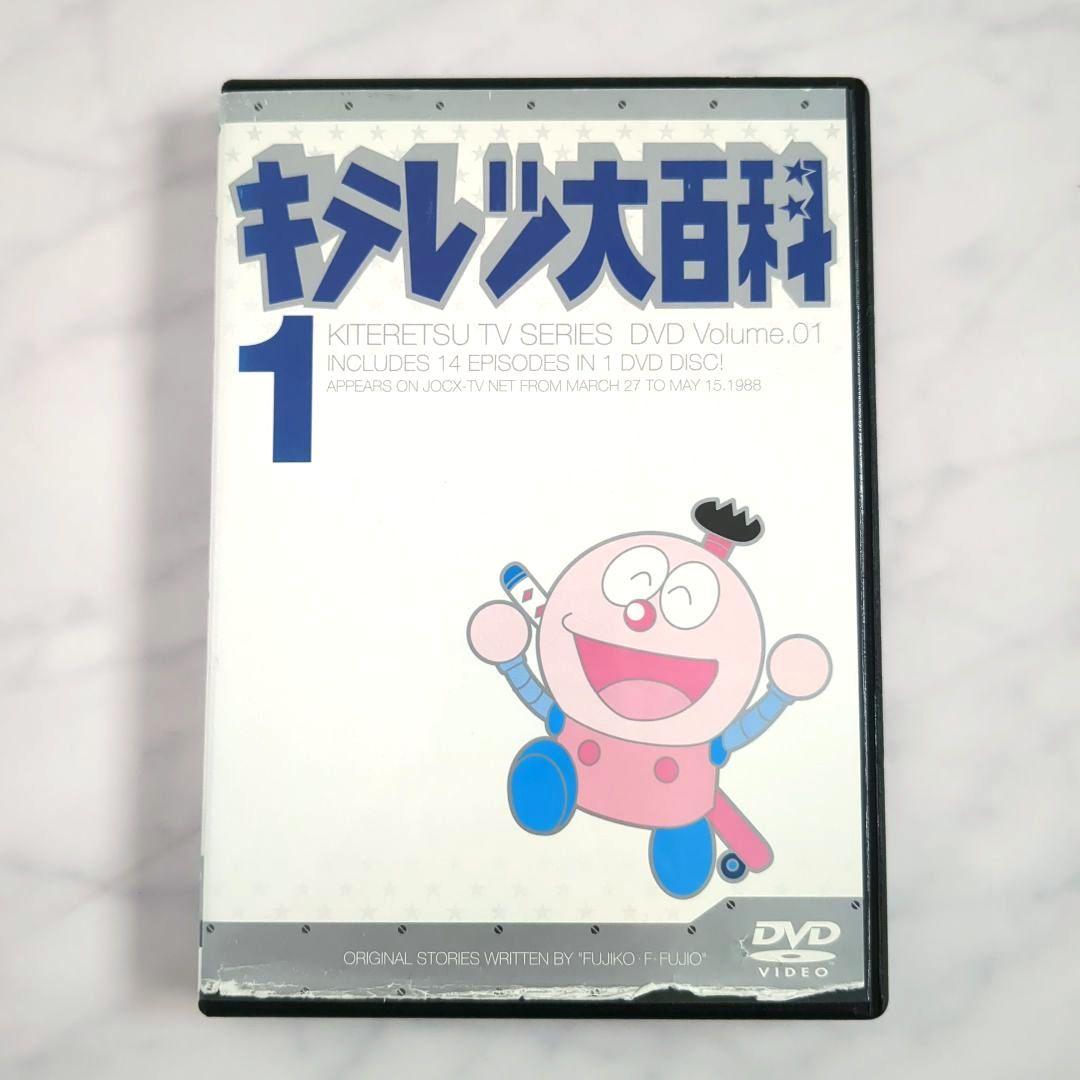 キテレツ大百科
1
KITERETSU TV SERIES DVD Volume.01
INCLUDES 14 EPISODES IN 1 DVD DISC!
APPEARS ON JOCX-TV NET FROM MARCH 27 TO MAY 15.1988
ORIGINAL STORIES WRITTEN BY "FUJIKO·F·FUJIO"
DVD
VIDEO